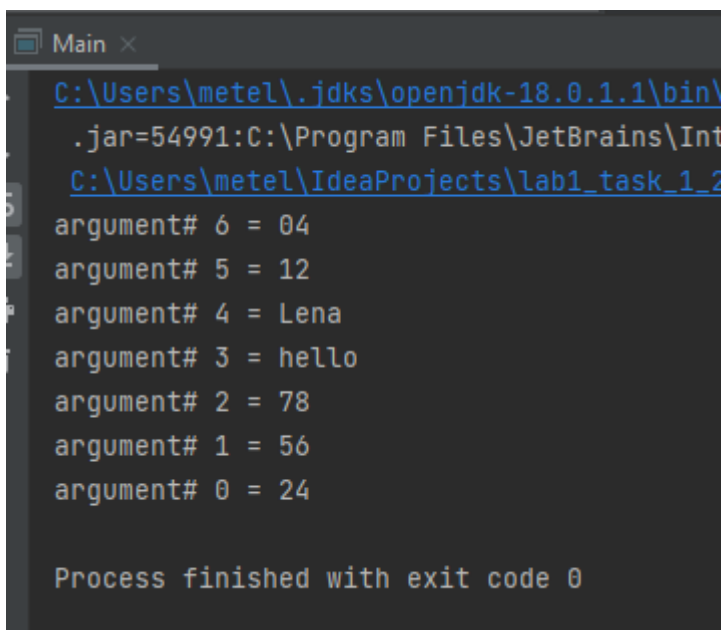 Main
C:\Users\metel\.jdks\openjdk-18.0.1.1\bin\
.jar=54991:C:\Program Files\JetBrains\Int
C:\Users\metel\IdeaProjects\lab1_task_1_2
argument# 6 = 04
argument# 5 = 12
argument# 4 = Lena
argument# 3 = hello
argument# 2 = 78
argument# 1 = 56
argument# 0 = 24
Process finished with exit code 0